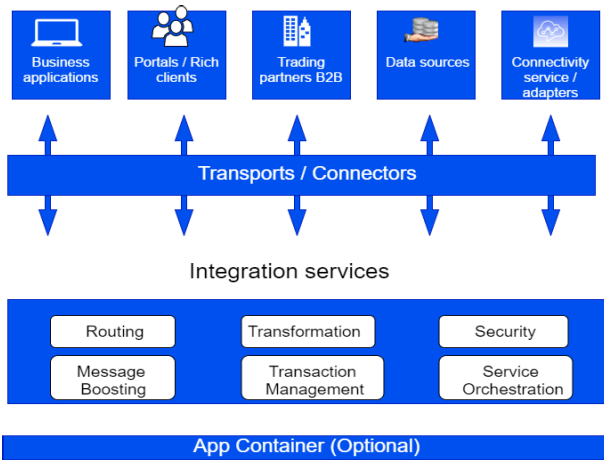 Business
applications
Portals / Rich
clients
Trading
partners B2B
Data sources
Connectivity
service /
adapters
Transports / Connectors
Integration services
Routing
Transformation
Security
Message
Boosting
Transaction
Management
Service
Orchestration
App Container (Optional)